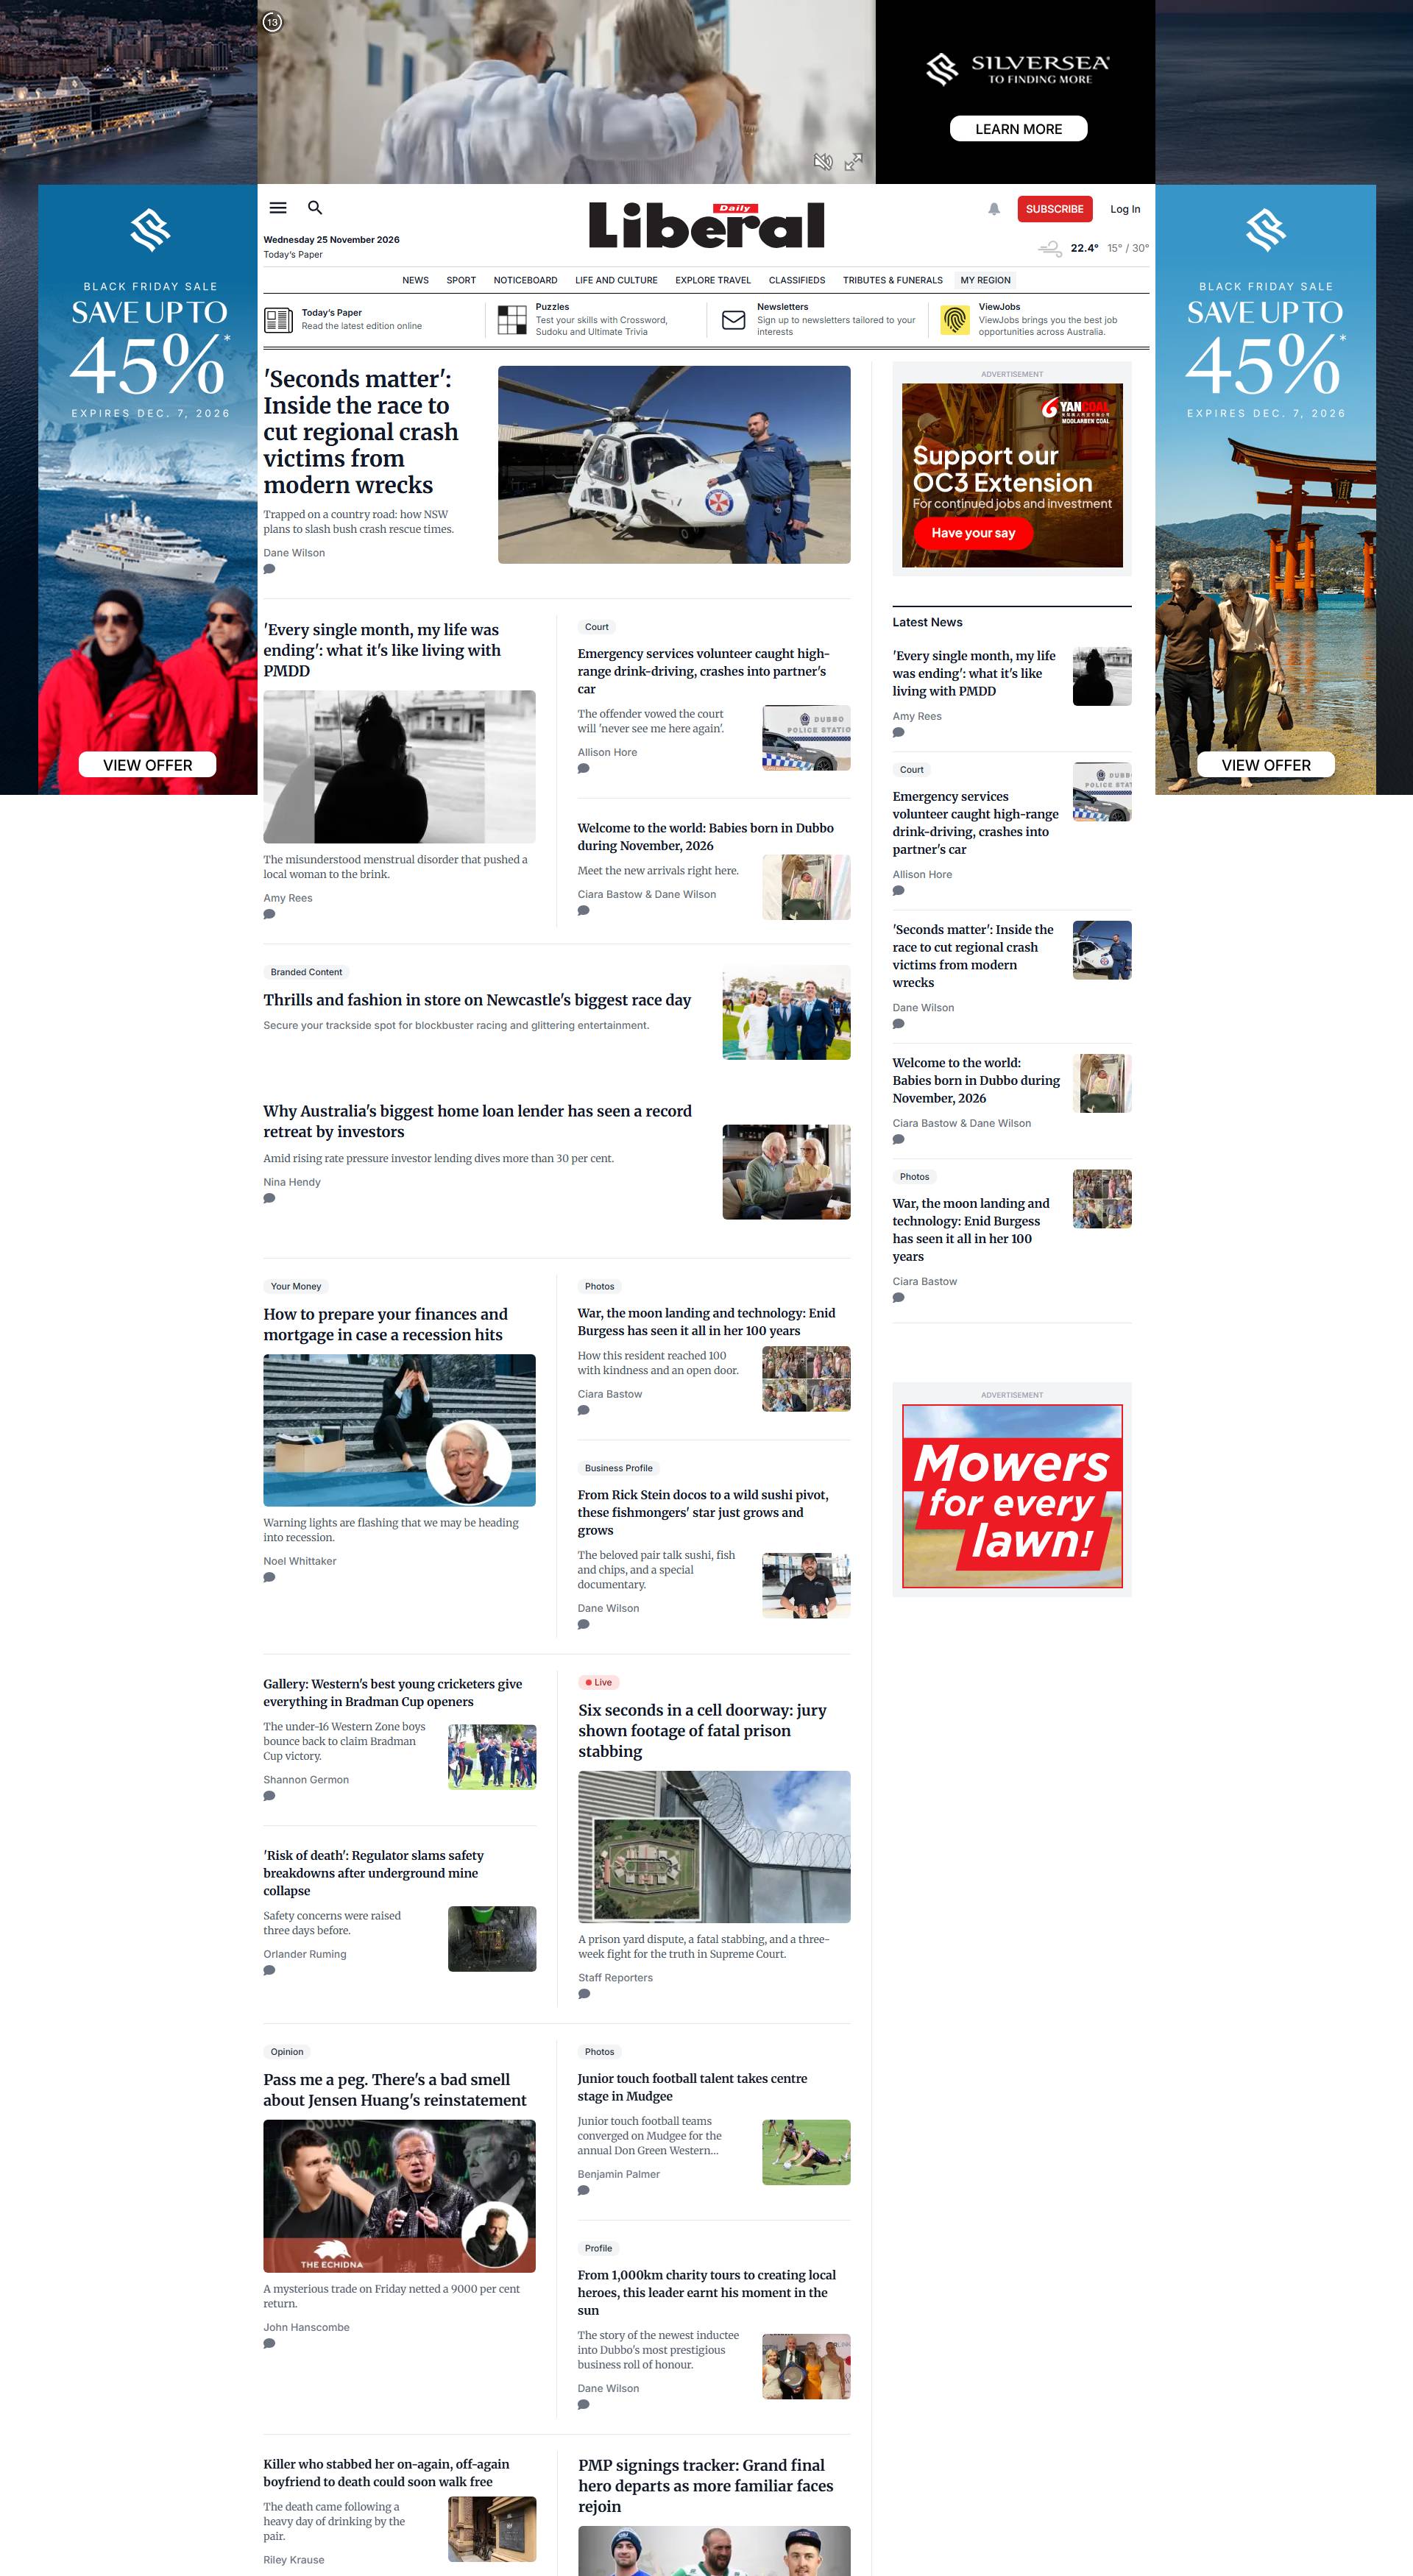 13
SILVERSEA
TO FINDING MORE
LEARN MORE
BLACK FRIDAY SALE
SAVE UP TO
45%*
EXPIRES DEC. 7, 2026
VIEW OFFER
BLACK FRIDAY SALE
SAVE UP TO
45%*
EXPIRES DEC. 7, 2026
VIEW OFFER
Daily
Liberal
SUBSCRIBE
Log In
Wednesday 25 November 2026
Today's Paper
22.4° 15° / 30°
NEWS SPORT NOTICEBOARD LIFE AND CULTURE EXPLORE TRAVEL CLASSIFIEDS TRIBUTES & FUNERALS MY REGION
Today's Paper
Read the latest edition online
Puzzles
Test your skills with Crossword,
Sudoku and Ultimate Trivia
Newsletters
Sign up to newsletters tailored to your
interests
ViewJobs
ViewJobs brings you the best job
opportunities across Australia.
'Seconds matter':
Inside the race to
cut regional crash
victims from
modern wrecks
Trapped on a country road: how NSW
plans to slash bush crash rescue times.
Dane Wilson
'Every single month, my life was
ending': what it's like living with
PMDD
The misunderstood menstrual disorder that pushed a
local woman to the brink.
Amy Rees
Court
Emergency services volunteer caught high-
range drink-driving, crashes into partner's
car
The offender vowed the court
will 'never see me here again'.
Allison Hore
DUBBO
POLICE STATIO
Welcome to the world: Babies born in Dubbo
during November, 2026
Meet the new arrivals right here.
Ciara Bastow & Dane Wilson
Branded Content
Thrills and fashion in store on Newcastle's biggest race day
Secure your trackside spot for blockbuster racing and glittering entertainment.
Why Australia's biggest home loan lender has seen a record
retreat by investors
Amid rising rate pressure investor lending dives more than 30 per cent.
Nina Hendy
Your Money
How to prepare your finances and
mortgage in case a recession hits
Warning lights are flashing that we may be heading
into recession.
Noel Whittaker
Photos
War, the moon landing and technology: Enid
Burgess has seen it all in her 100 years
How this resident reached 100
with kindness and an open door.
Ciara Bastow
Business Profile
From Rick Stein docos to a wild sushi pivot,
these fishmongers' star just grows and
grows
The beloved pair talk sushi, fish
and chips, and a special
documentary.
Dane Wilson
Gallery: Western's best young cricketers give
everything in Bradman Cup openers
The under-16 Western Zone boys
bounce back to claim Bradman
Cup victory.
Shannon Germon
'Risk of death': Regulator slams safety
breakdowns after underground mine
collapse
Safety concerns were raised
three days before.
Orlander Ruming
Live
Six seconds in a cell doorway: jury
shown footage of fatal prison
stabbing
A prison yard dispute, a fatal stabbing, and a three-
week fight for the truth in Supreme Court.
Staff Reporters
Opinion
Pass me a peg. There's a bad smell
about Jensen Huang's reinstatement
THE ECHIDNA
A mysterious trade on Friday netted a 9000 per cent
return.
John Hanscombe
Photos
Junior touch football talent takes centre
stage in Mudgee
Junior touch football teams
converged on Mudgee for the
annual Don Green Western...
Benjamin Palmer
Profile
From 1,000km charity tours to creating local
heroes, this leader earnt his moment in the
sun
The story of the newest inductee
into Dubbo's most prestigious
business roll of honour.
Dane Wilson
Killer who stabbed her on-again, off-again
boyfriend to death could soon walk free
The death came following a
heavy day of drinking by the
pair.
Riley Krause
PMP signings tracker: Grand final
hero departs as more familiar faces
rejoin
ADVERTISEMENT
YANCOAL
MOOLARBEN COAL
Support our
OC3 Extension
For continued jobs and investment
Have your say
Latest News
'Every single month, my life
was ending': what it's like
living with PMDD
Amy Rees
Court
Emergency services
volunteer caught high-range
drink-driving, crashes into
partner's car
Allison Hore
'Seconds matter': Inside the
race to cut regional crash
victims from modern
wrecks
Dane Wilson
Welcome to the world:
Babies born in Dubbo during
November, 2026
Ciara Bastow & Dane Wilson
Photos
War, the moon landing and
technology: Enid Burgess
has seen it all in her 100
years
Ciara Bastow
ADVERTISEMENT
Mowers
for every
lawn!